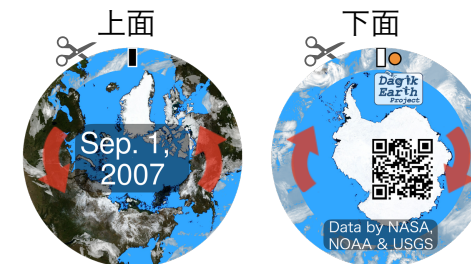 上面
下面
Sep. 1,
2007
Dagik
Earth
Project
Data by NASA,
NOAA & USGS